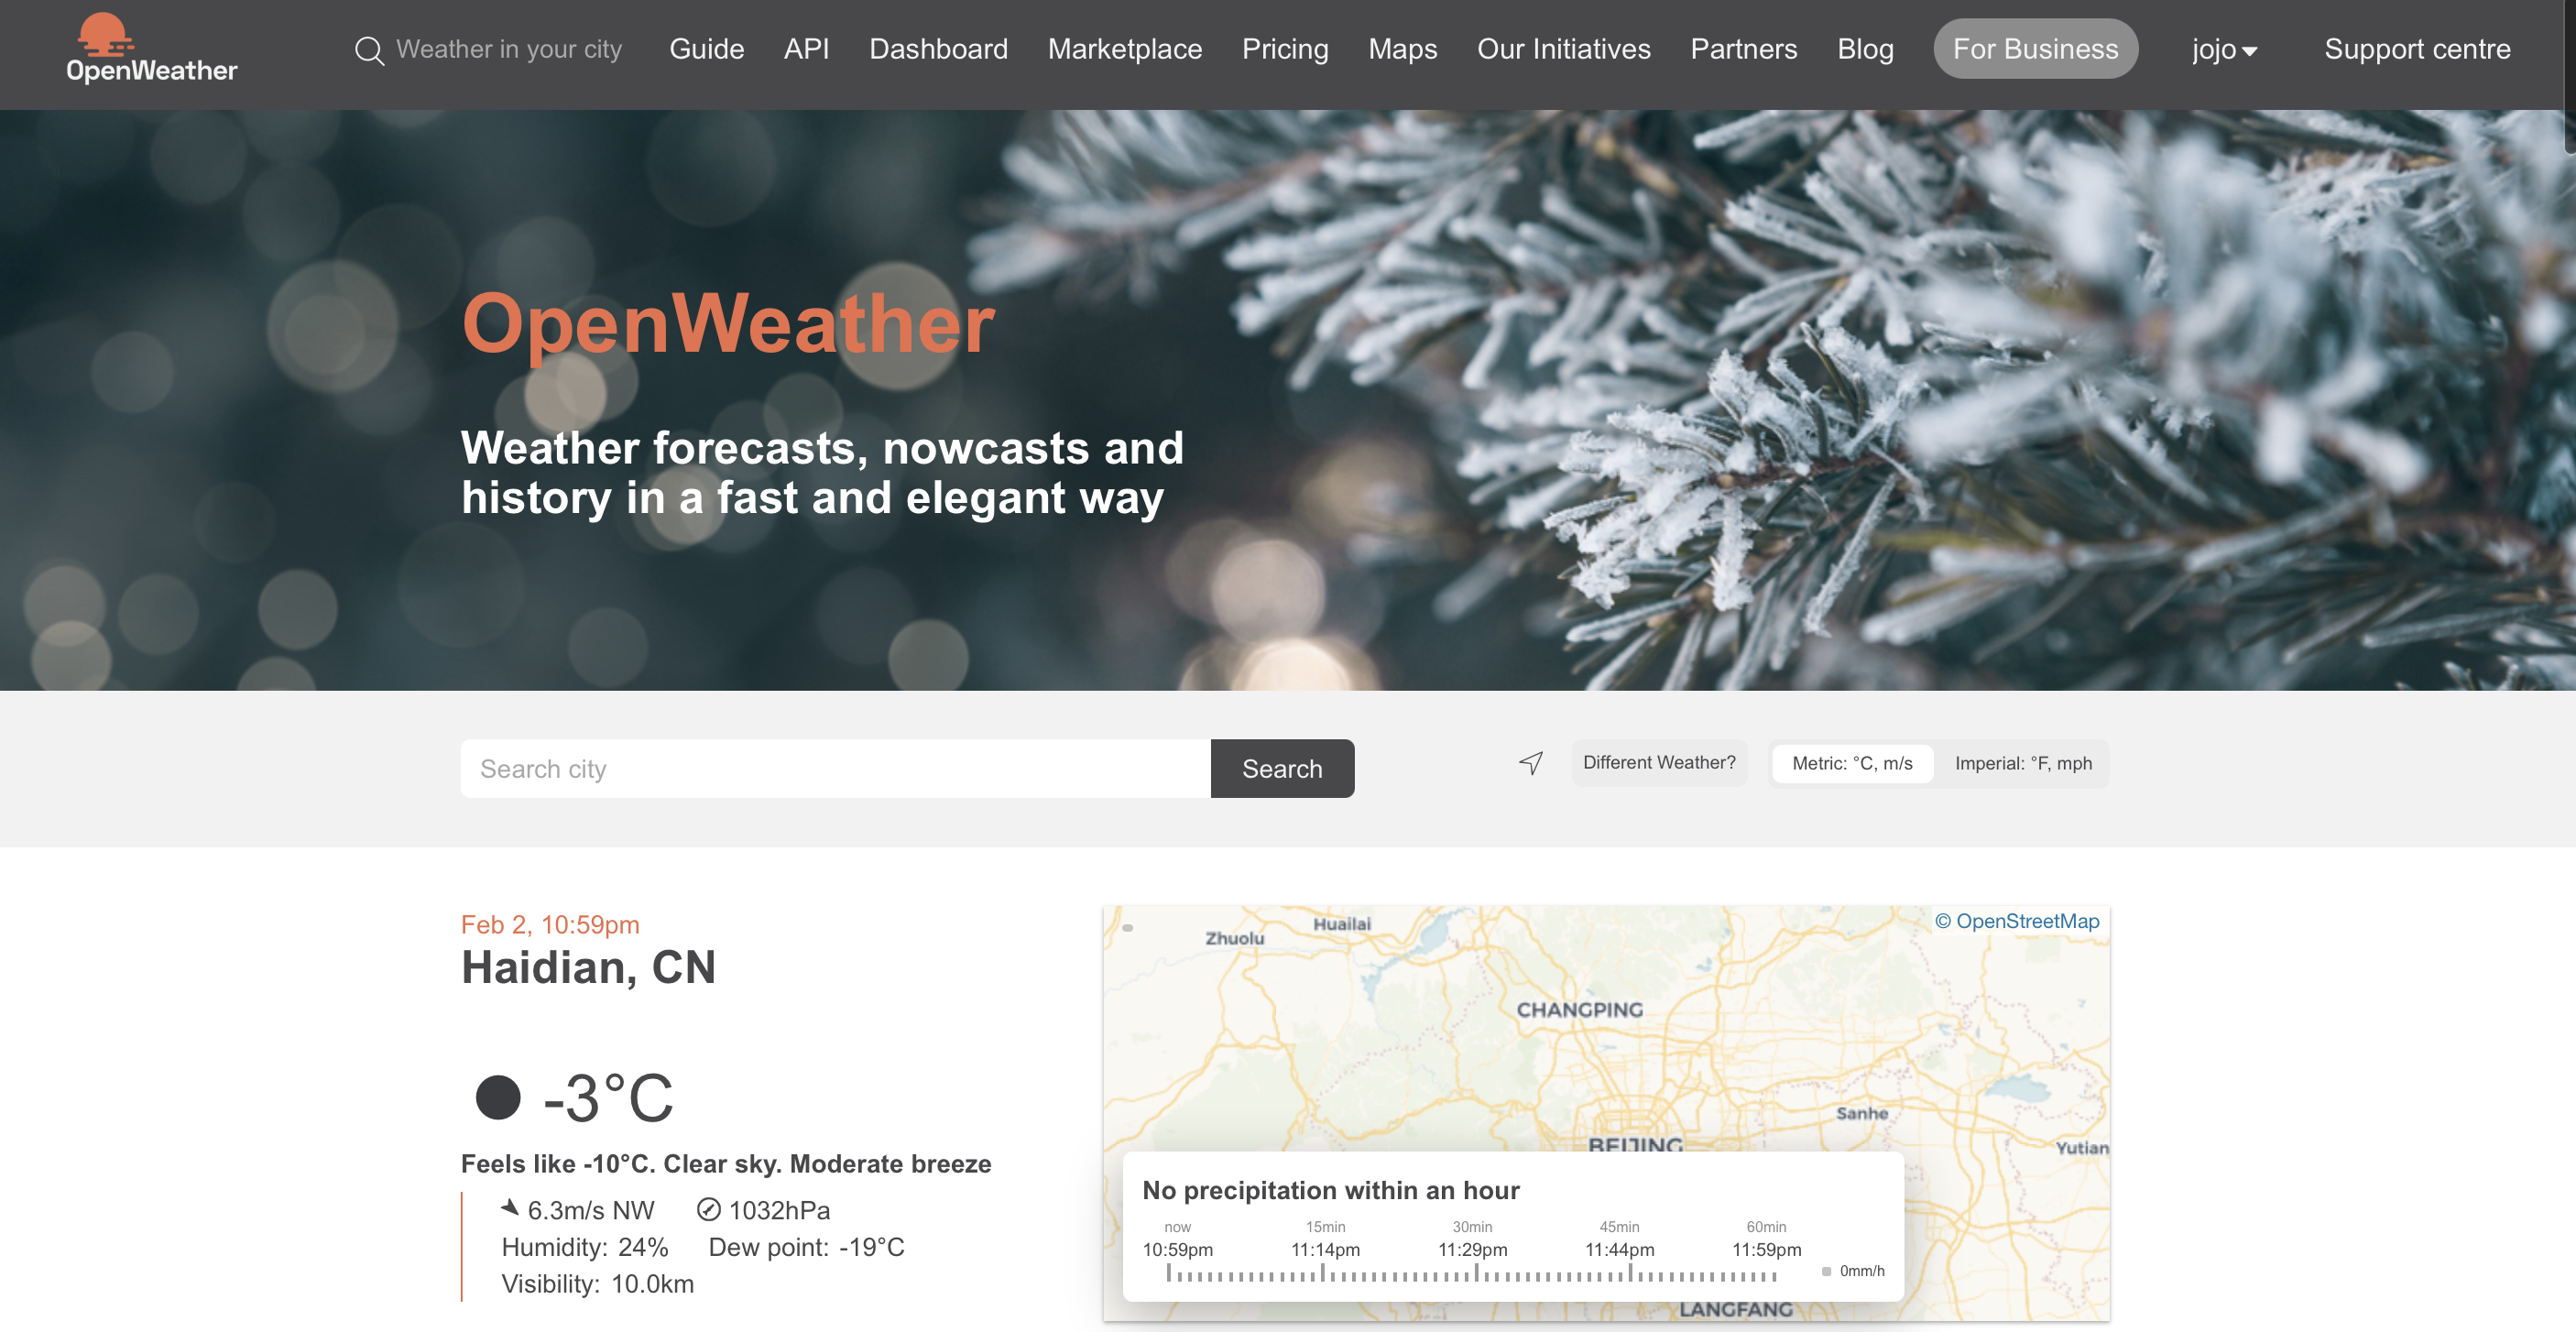 OpenWeather
Weather in your city
Guide
API
Dashboard
Marketplace
Pricing
Maps
Our Initiatives
Partners
Blog
For Business
jojo
Support centre
OpenWeather
Weather forecasts, nowcasts and
history in a fast and elegant way
Search city
Search
Different Weather?
Metric: °C, m/s
Imperial: °F, mph
Feb 2, 10:59pm
Haidian, CN
-3°C
Feels like -10°C. Clear sky. Moderate breeze
6.3m/s NW 1032hPa
Humidity: 24% Dew point: -19°C
Visibility: 10.0km
© OpenStreetMap
Huailai
Zhuolu
CHANGPING
Sanhe
BEIJING
Yutian
No precipitation within an hour
now 15min 30min 45min 60min
10:59pm 11:14pm 11:29pm 11:44pm 11:59pm
0mm/h
LANGFANG